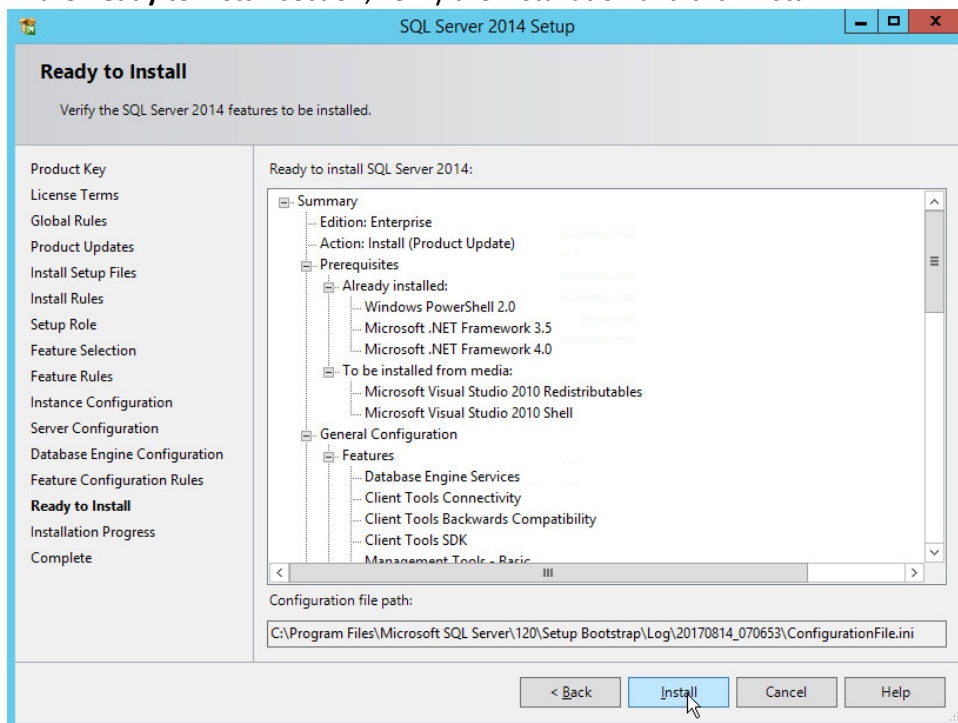 SQL Server 2014 Setup
Ready to Install
Verify the SQL Server 2014 features to be installed.
Product Key
License Terms
Global Rules
Product Updates
Install Setup Files
Install Rules
Setup Role
Feature Selection
Feature Rules
Instance Configuration
Server Configuration
Database Engine Configuration
Feature Configuration Rules
Ready to Install
Installation Progress
Complete
Ready to install SQL Server 2014:
Summary
Edition: Enterprise
Action: Install (Product Update)
Prerequisites
Already installed:
Windows PowerShell 2.0
Microsoft .NET Framework 3.5
Microsoft .NET Framework 4.0
To be installed from media:
Microsoft Visual Studio 2010 Redistributables
Microsoft Visual Studio 2010 Shell
General Configuration
Features
Database Engine Services
Client Tools Connectivity
Client Tools Backwards Compatibility
Client Tools SDK
Management Tools - Basic
Configuration file path:
C:\Program Files\Microsoft SQL Server\120\Setup Bootstrap\Log\20170814_070653\ConfigurationFile.ini
< Back
Install
Cancel
Help